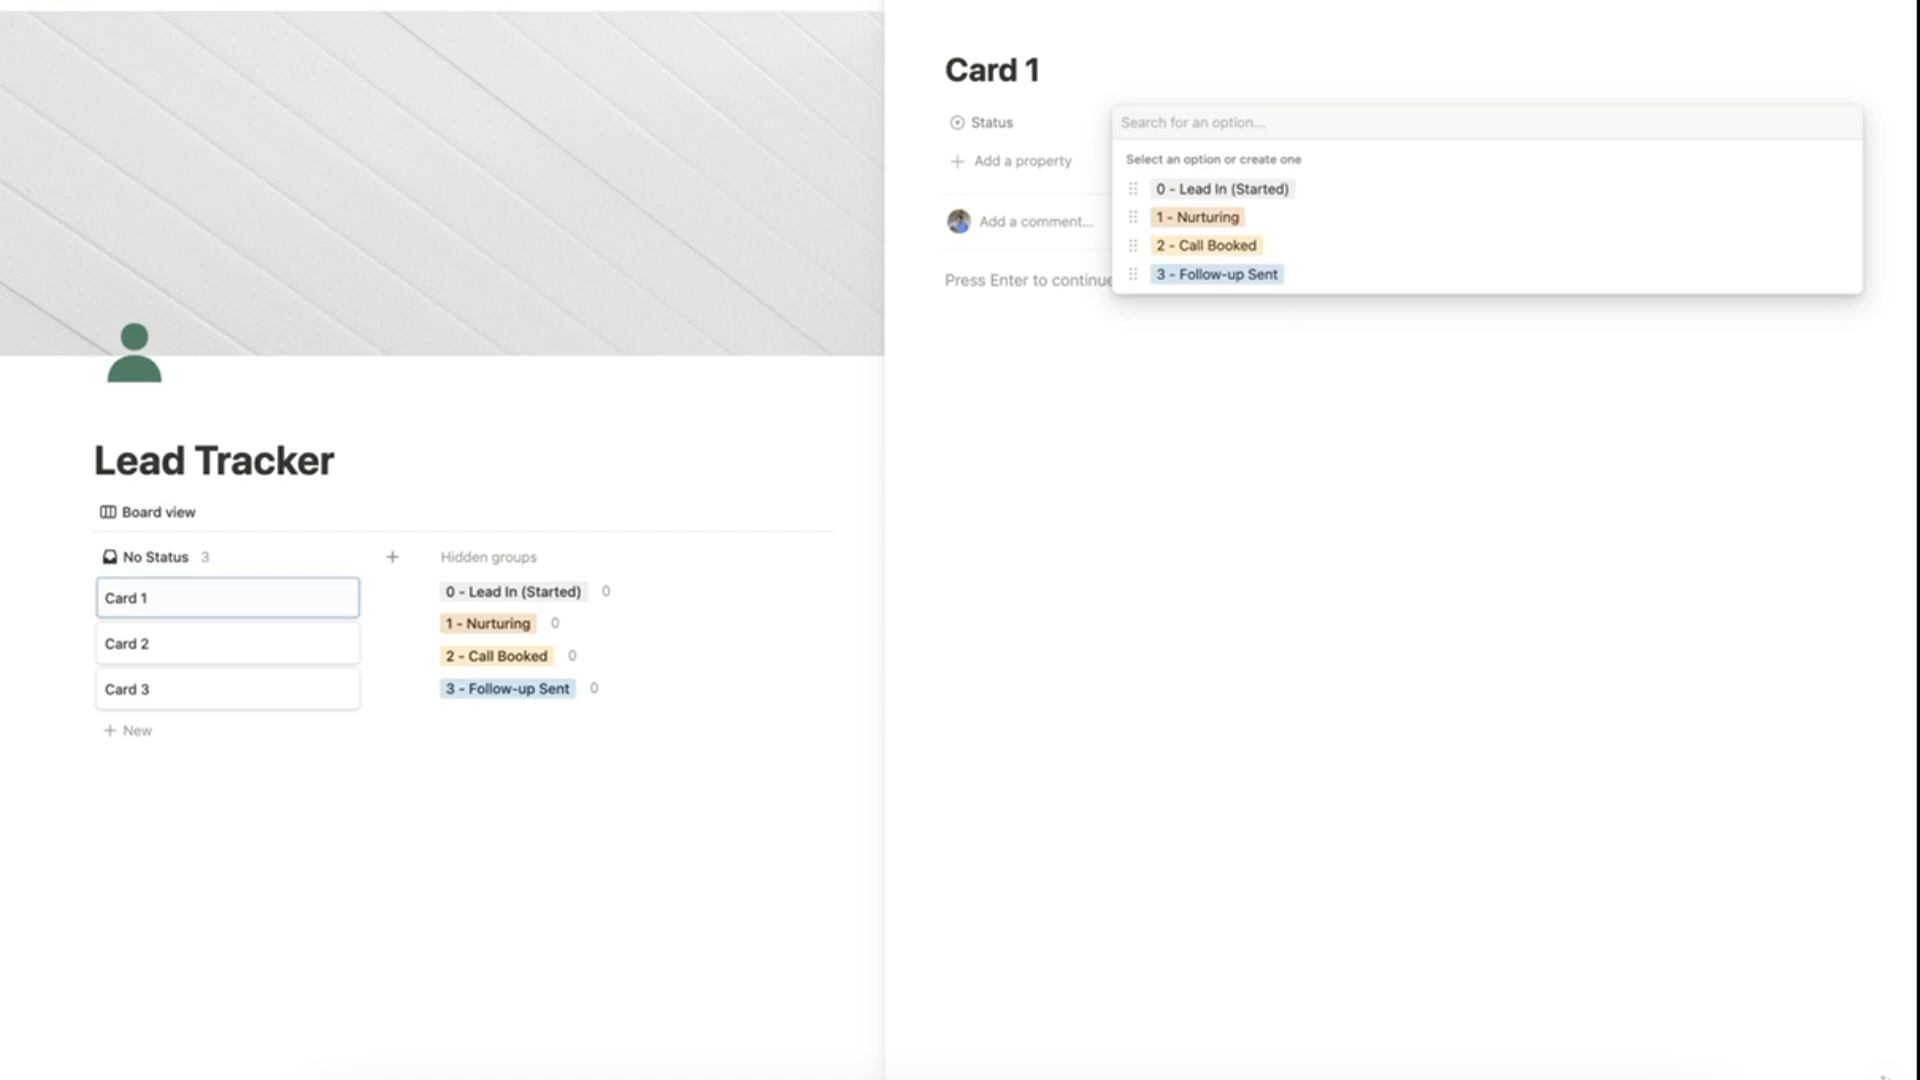 Lead Tracker
Board view
No Status 3
Card 1
Card 2
Card 3
New
Hidden groups
0 - Lead In (Started) 0
1 - Nurturing 0
2 - Call Booked 0
3 - Follow-up Sent 0
Card 1
Status
Search for an option...
Add a property
Select an option or create one
0 - Lead In (Started)
1 - Nurturing
2 - Call Booked
3 - Follow-up Sent
Add a comment...
Press Enter to continue